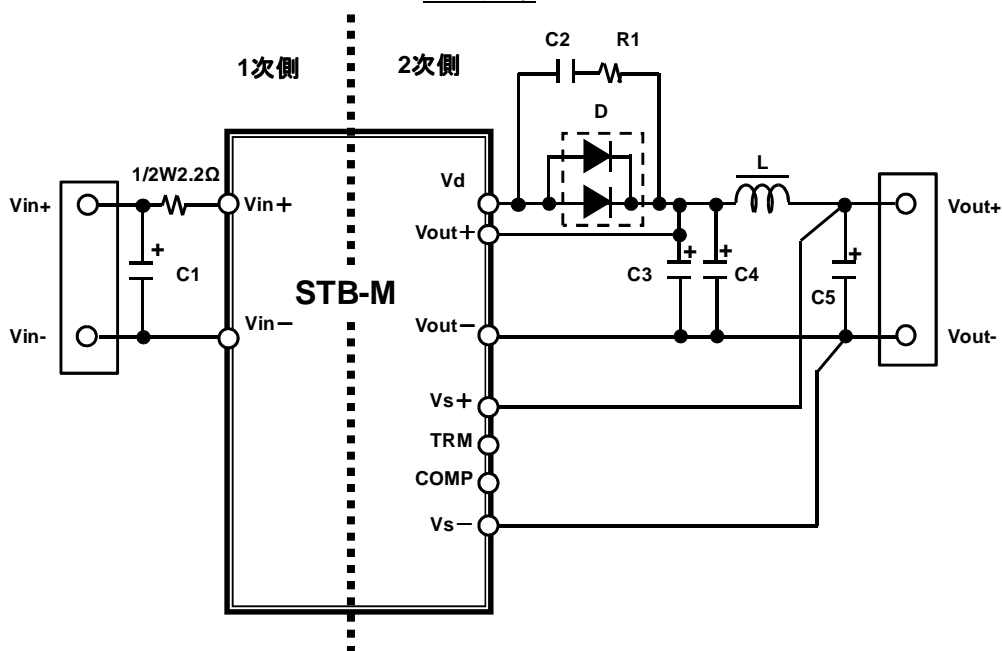 C2
R1
1次側
2次側
D
L
1/2W2.2Ω
Vin+
Vin+
Vd
Vout+
Vout+
C1
C3
C4
C5
STB-M
Vin-
Vin-
Vout-
Vout-
Vs+
TRM
COMP
Vs-